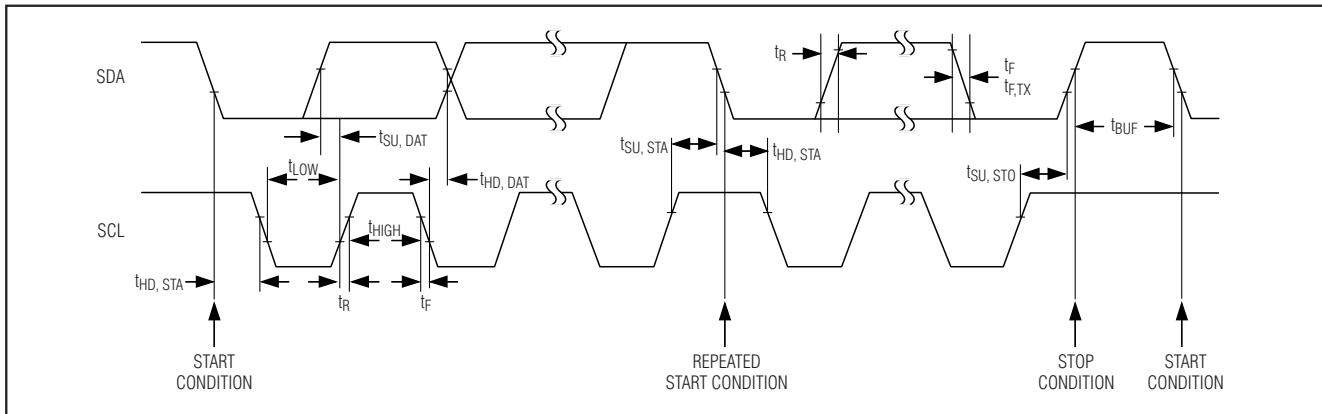 SDA
tR
tF
tF,TX
tSU, DAT
tSU, STA
tHD, STA
tBUF
tLOW
tHD, DAT
tSU, STO
SCL
tHIGH
tHD, STA
tR
tF
START
CONDITION
REPEATED
START CONDITION
STOP
CONDITION
START
CONDITION